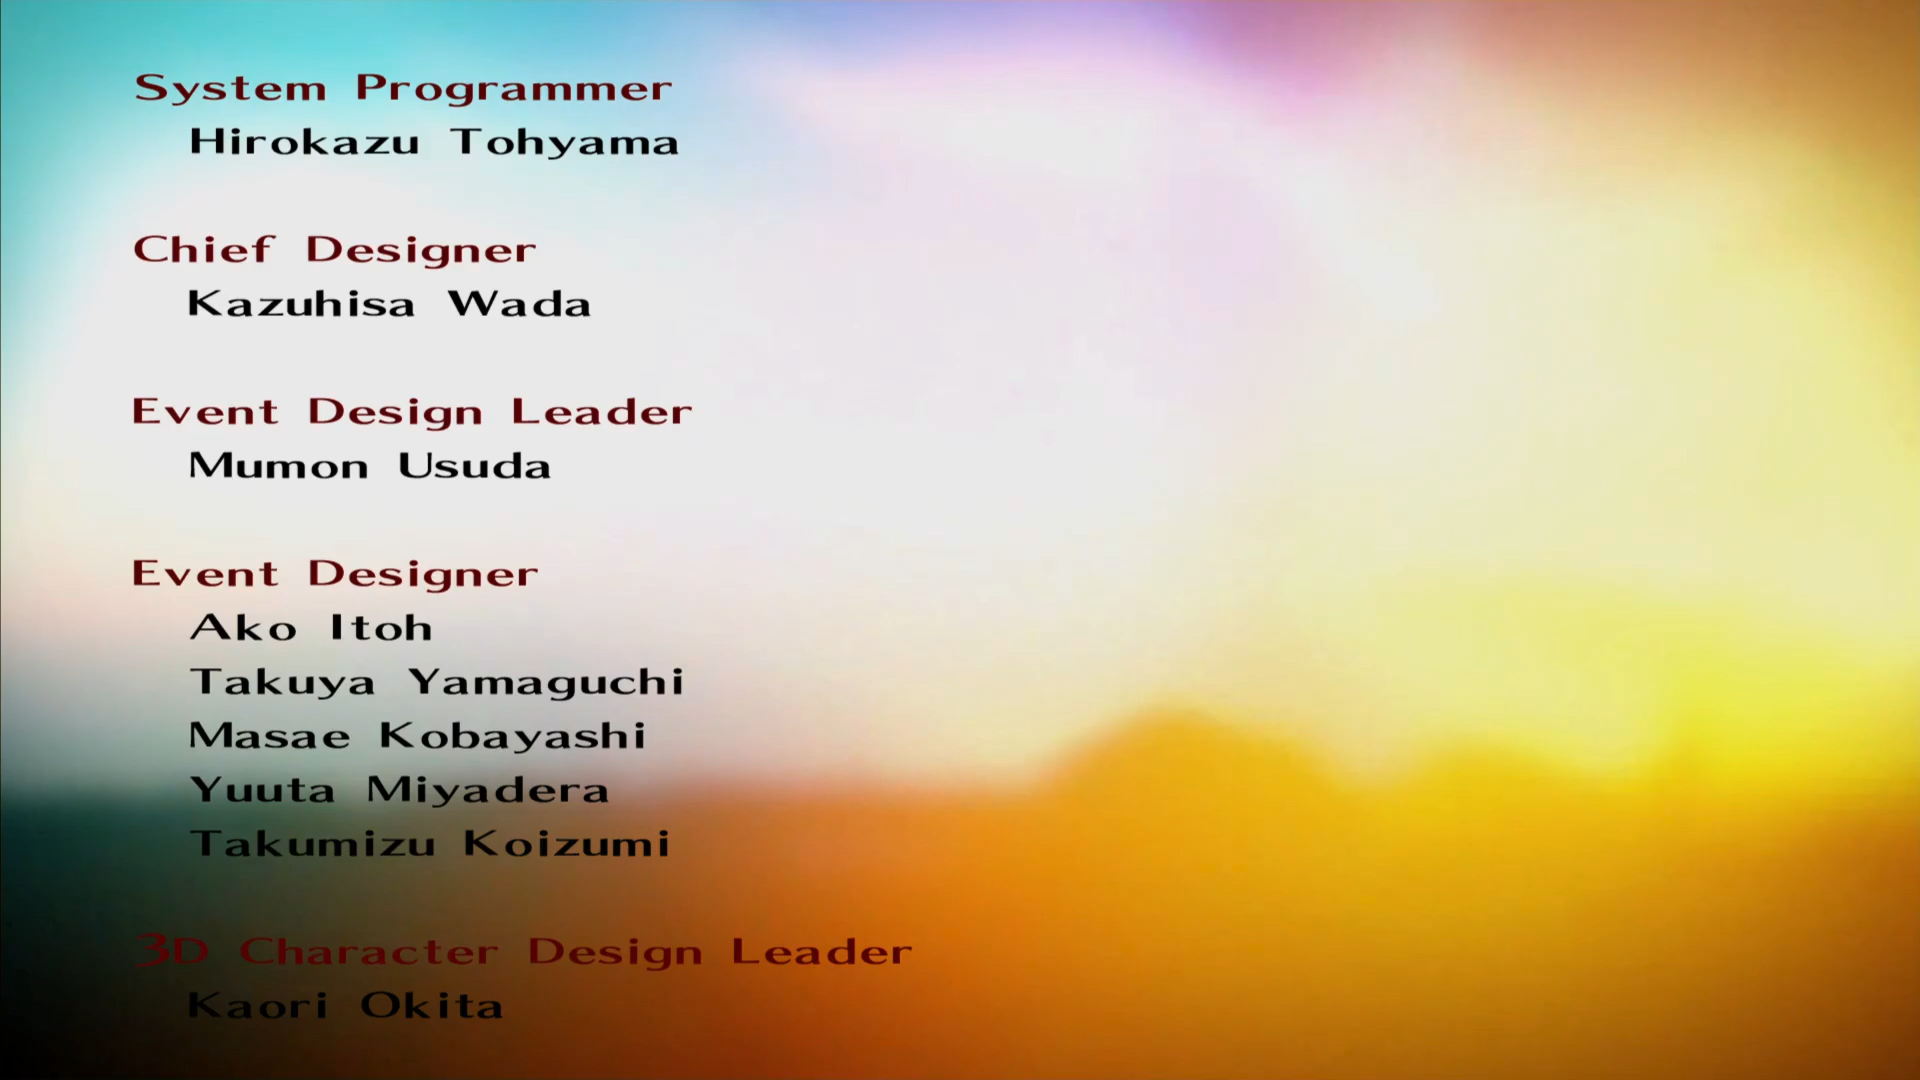 System Programmer
Hirokazu Tohyama
Chief Designer
Kazuhisa Wada
Event Design Leader
Mumon Usuda
Event Designer
Ako Itoh
Takuya Yamaguchi
Masae Kobayashi
Yuuta Miyadera
Takumizu Koizumi
3D Character Design Leader
Kaori Okita